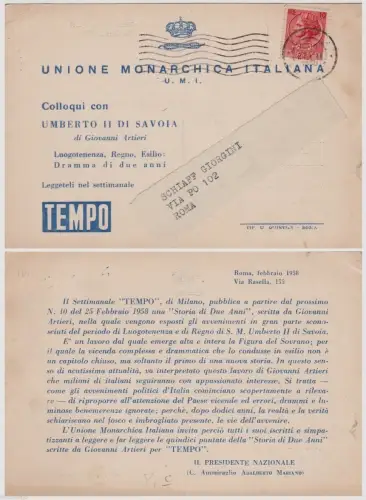 UNIONE MONARCHICA ITALIANA
U. M. I.
Colloqui con
UMBERTO II DI SAVOIA
di Giovanni Artieri
Luogotenenza, Regno, Esilio:
Dramma di due anni
Leggeteli nel settimanale
TEMPO
SCHIAFF GIORGINI
VIA PO 102
ROMA
Roma, febbraio 1958
Via Rasella, 155
Il Settimanale "TEMPO", di Milano, pubblica a partire dal prossimo
N. 10 del 25 Febbraio 1958 una "Storia di Due Anni", scritta da Giovanni
Artieri, nella quale vengono esposti gli avvenimenti in gran parte scono-
sciuti del periodo di Luogotenenza e di Regno di S. M. Umberto II di Savoia.
E' un lavoro dal quale emerge alta e intera la Figura del Sovrano; per
il quale la vicenda complessa e drammatica che lo condusse in esilio non è
un capitolo chiuso, ma soltanto il primo di una nuova storia. In questo sen-
so di acutissima attualità, va interpretato questo lavoro di Giovanni Artieri
che milioni di italiani seguiranno con appassionato interesse. Si tratta —
come gli avvenimenti politici d'Italia cominciano scopertamente a rileva-
re — di riproporre all'attenzione del Paese vicende ed errori, drammi e lu-
minose benemerenze ignorate; perchè, dopo dodici anni, la realtà e la verità
schiariscano nel fosco e imbrogliato presente, le vie dell'avvenire.
L'Unione Monarchica Italiana invita perciò tutti i suoi iscritti e simpa-
tizzanti a leggere e far leggere le quindici puntate della "Storia di Due Anni"
scritte da Giovanni Artieri per "TEMPO".
IL PRESIDENTE NAZIONALE
Ammiraglio ADALBERTO MARIANO